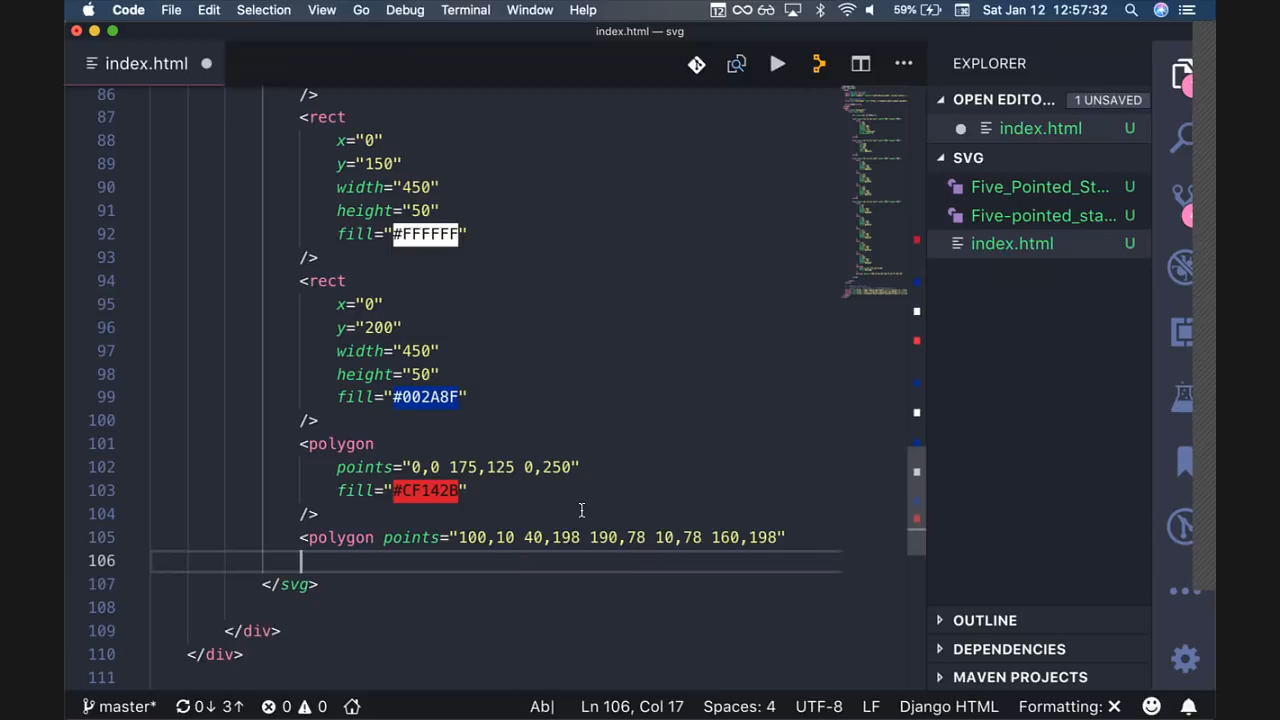 Code File Edit Selection View Go Debug Terminal Window Help 12 59% Sat Jan 12 12:57:32
index.html — svg
index.html
EXPLORER
OPEN EDITO... 1 UNSAVED
index.html U
SVG
Five_Pointed_St... U
Five-pointed_sta... U
index.html U
86 />
87 <rect
88 x="0"
89 y="150"
90 width="450"
91 height="50"
92 fill="#FFFFFF"
93 />
94 <rect
95 x="0"
96 y="200"
97 width="450"
98 height="50"
99 fill="#002A8F"
100 />
101 <polygon
102 points="0,0 175,125 0,250"
103 fill="#CF142B"
104 />
105 <polygon points="100,10 40,198 190,78 10,78 160,198"
106
107 </svg>
108
109 </div>
110 </div>
111
OUTLINE
DEPENDENCIES
MAVEN PROJECTS
master* 0↓ 3↑ 0 0 Ab| Ln 106, Col 17 Spaces: 4 UTF-8 LF Django HTML Formatting: ✕